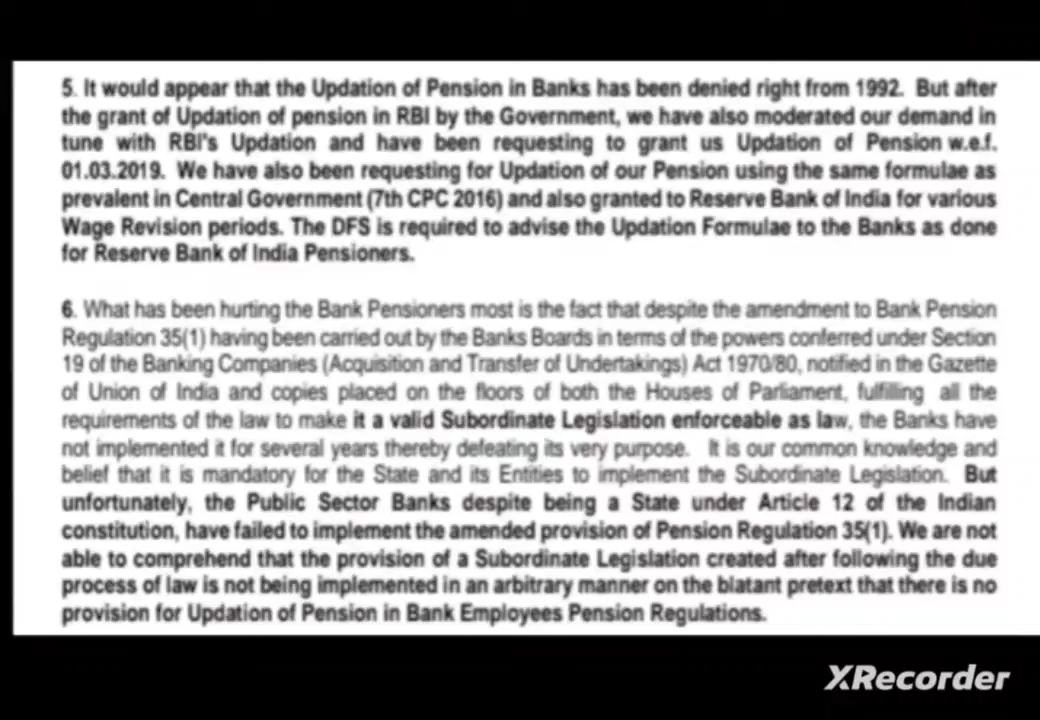 5. It would appear that the Updation of Pension in Banks has been denied right from 1992. But after
the grant of Updation of pension in RBI by the Government, we have also moderated our demand in
tune with RBI's Updation and have been requesting to grant us Updation of Pension w.e.f.
01.03.2019. We have also been requesting for Updation of our Pension using the same formulae as
prevalent in Central Government (7th CPC 2016) and also granted to Reserve Bank of India for various
Wage Revision periods. The DFS is required to advise the Updation Formulae to the Banks as done
for Reserve Bank of India Pensioners.
6. What has been hurting the Bank Pensioners most is the fact that despite the amendment to Bank Pension
Regulation 35(1) having been carried out by the Banks Boards in terms of the powers conferred under Section
19 of the Banking Companies (Acquisition and Transfer of Undertakings) Act 1970/80, notified in the Gazette
of Union of India and copies placed on the floors of both the Houses of Parliament, fulfilling all the
requirements of the law to make it a valid Subordinate Legislation enforceable as law, the Banks have
not implemented it for several years thereby defeating its very purpose. It is our common knowledge and
belief that it is mandatory for the State and its Entities to implement the Subordinate Legislation. But
unfortunately, the Public Sector Banks despite being a State under Article 12 of the Indian
constitution, have failed to implement the amended provision of Pension Regulation 35(1). We are not
able to comprehend that the provision of a Subordinate Legislation created after following the due
process of law is not being implemented in an arbitrary manner on the blatant pretext that there is no
provision for Updation of Pension in Bank Employees Pension Regulations.
XRecorder